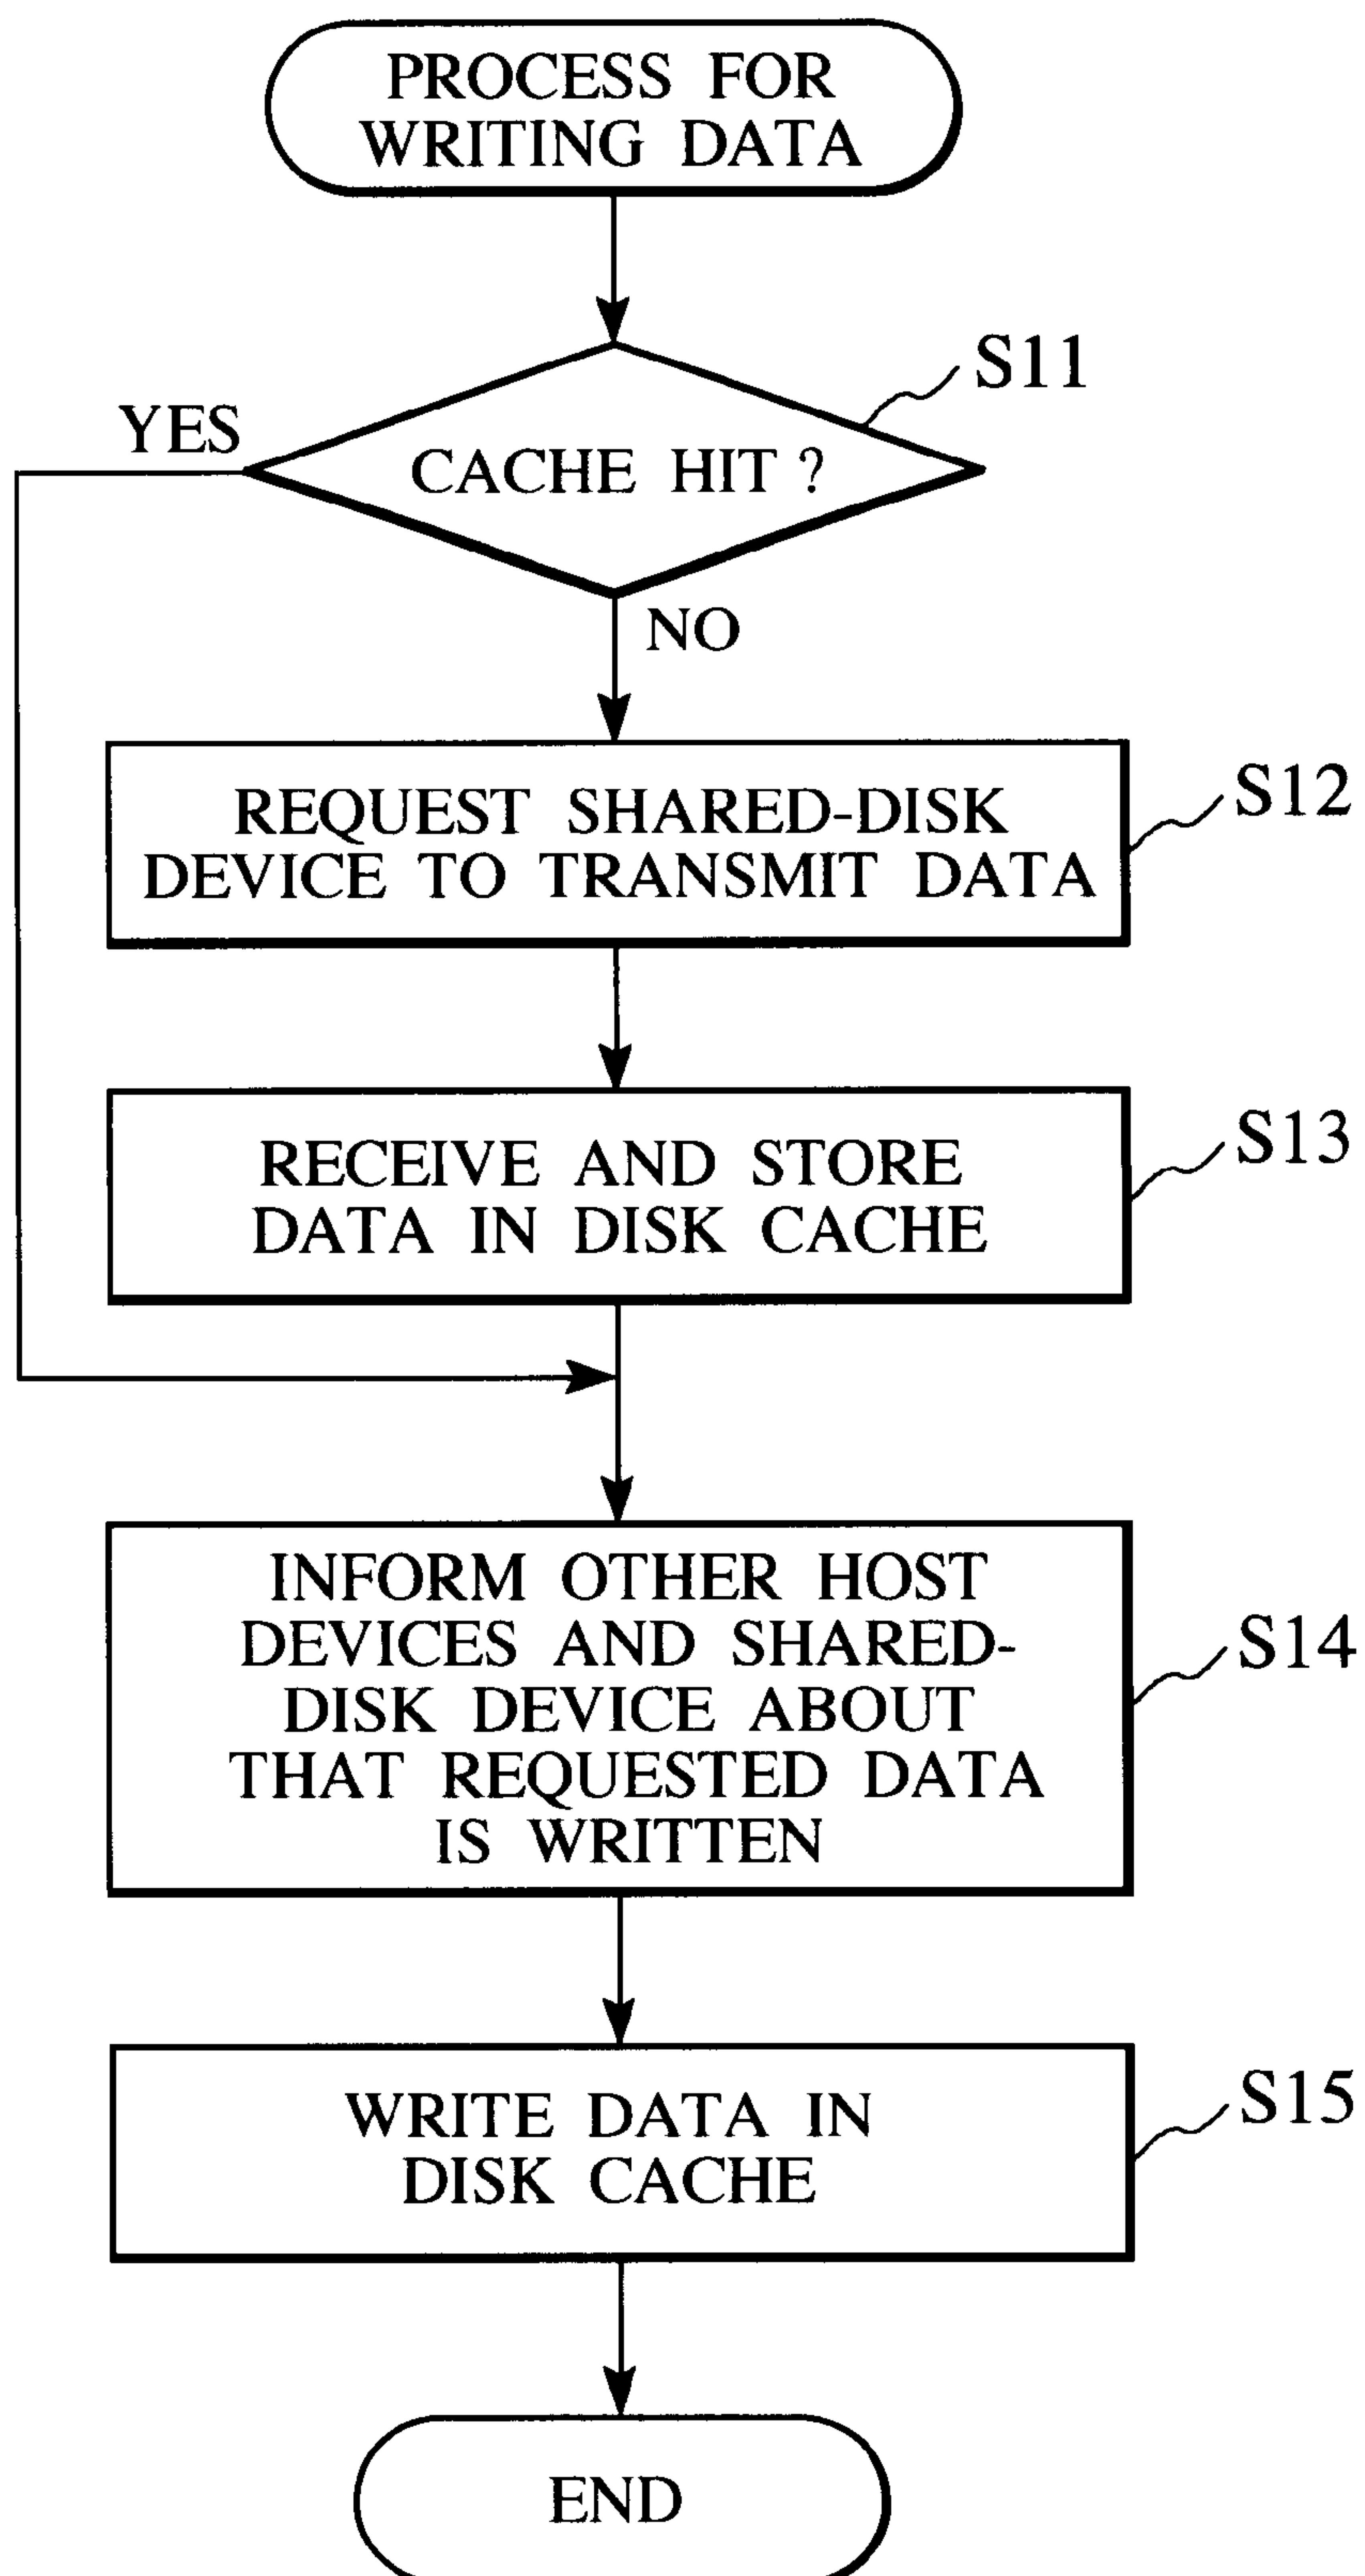 PROCESS FOR
WRITING DATA
S11
YES
CACHE HIT ?
NO
S12
REQUEST SHARED-DISK
DEVICE TO TRANSMIT DATA
S13
RECEIVE AND STORE
DATA IN DISK CACHE
INFORM OTHER HOST
DEVICES AND SHARED-
DISK DEVICE ABOUT
THAT REQUESTED DATA
IS WRITTEN
S14
WRITE DATA IN
DISK CACHE
S15
END